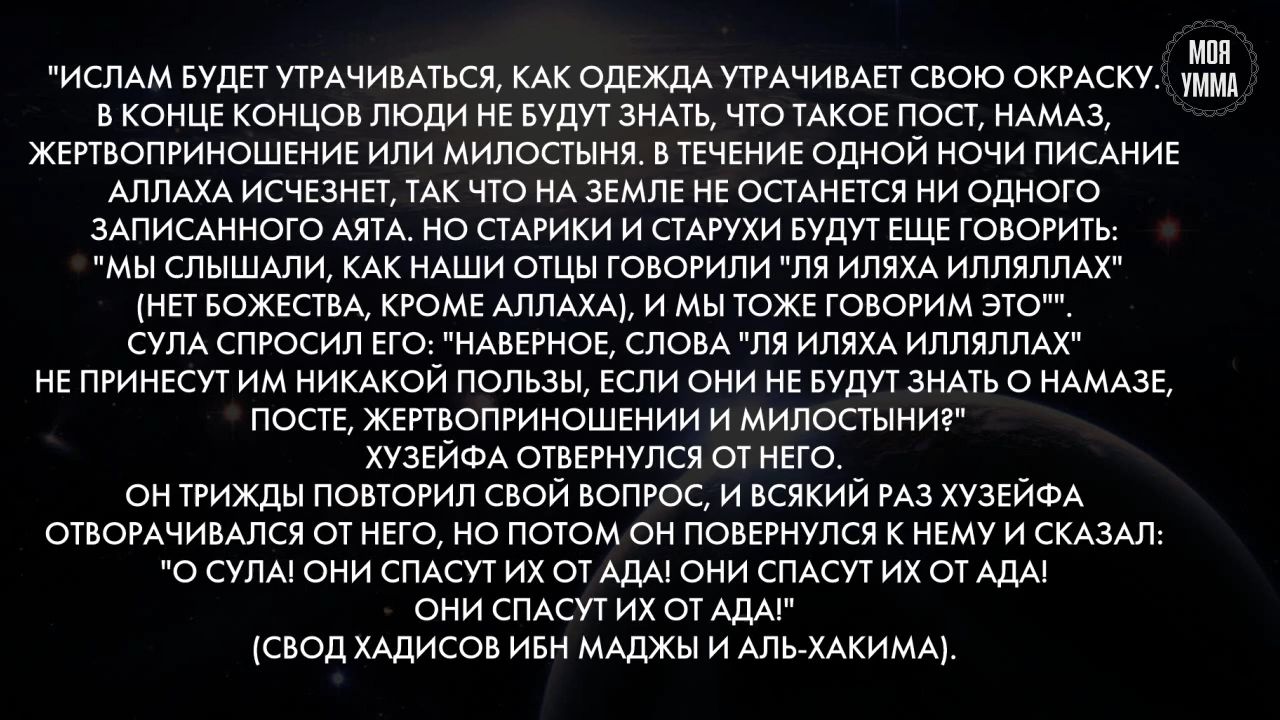 МОЯ
УММА
"ИСЛАМ БУДЕТ УТРАЧИВАТЬСЯ, КАК ОДЕЖДА УТРАЧИВАЕТ СВОЮ ОКРАСКУ.
В КОНЦЕ КОНЦОВ ЛЮДИ НЕ БУДУТ ЗНАТЬ, ЧТО ТАКОЕ ПОСТ, НАМАЗ,
ЖЕРТВОПРИНОШЕНИЕ ИЛИ МИЛОСТЫНЯ. В ТЕЧЕНИЕ ОДНОЙ НОЧИ ПИСАНИЕ
АЛЛАХА ИСЧЕЗНЕТ, ТАК ЧТО НА ЗЕМЛЕ НЕ ОСТАНЕТСЯ НИ ОДНОГО
ЗАПИСАННОГО АЯТА. НО СТАРИКИ И СТАРУХИ БУДУТ ЕЩЕ ГОВОРИТЬ:
"МЫ СЛЫШАЛИ, КАК НАШИ ОТЦЫ ГОВОРИЛИ "ЛЯ ИЛЯХА ИЛЛЯЛЛАХ"
(НЕТ БОЖЕСТВА, КРОМЕ АЛЛАХА), И МЫ ТОЖЕ ГОВОРИМ ЭТО"".
СУЛА СПРОСИЛ ЕГО: "НАВЕРНОЕ, СЛОВА "ЛЯ ИЛЯХА ИЛЛЯЛЛАХ"
НЕ ПРИНЕСУТ ИМ НИКАКОЙ ПОЛЬЗЫ, ЕСЛИ ОНИ НЕ БУДУТ ЗНАТЬ О НАМАЗЕ,
ПОСТЕ, ЖЕРТВОПРИНОШЕНИИ И МИЛОСТЫНИ?"
ХУЗЕЙФА ОТВЕРНУЛСЯ ОТ НЕГО.
ОН ТРИЖДЫ ПОВТОРИЛ СВОЙ ВОПРОС, И ВСЯКИЙ РАЗ ХУЗЕЙФА
ОТВОРАЧИВАЛСЯ ОТ НЕГО, НО ПОТОМ ОН ПОВЕРНУЛСЯ К НЕМУ И СКАЗАЛ:
"О СУЛА! ОНИ СПАСУТ ИХ ОТ АДА! ОНИ СПАСУТ ИХ ОТ АДА!
ОНИ СПАСУТ ИХ ОТ АДА!"
(СВОД ХАДИСОВ ИБН МАДЖЫ И АЛЬ-ХАКИМА).